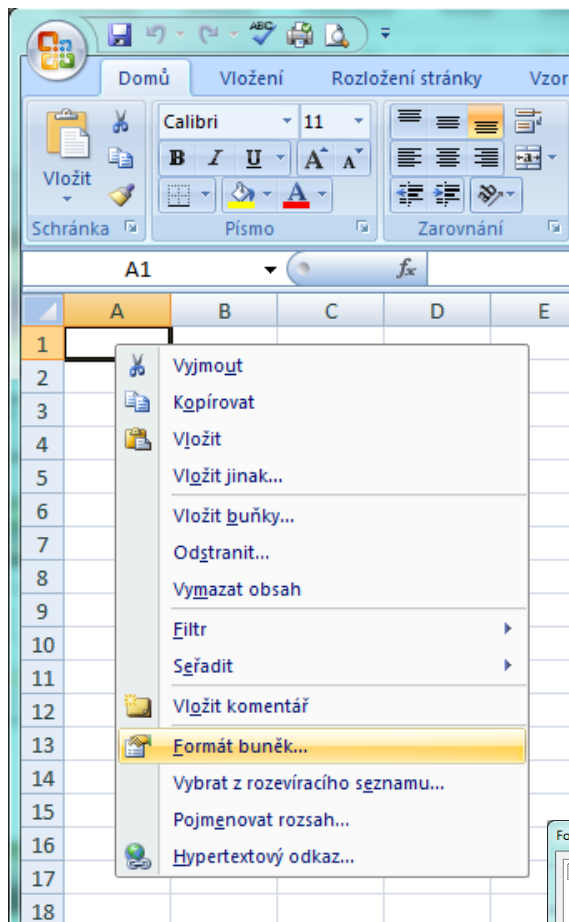 ABC
Domů Vložení Rozložení stránky Vzor
Calibri 11
B I U A A
Vložit A
Schránka Písmo Zarovnání
A1 fx
A B C D E
1
2
3
4
5
6
7
8
9
10
11
12
13
14
15
16
17
18
Vyjmout
Kopírovat
Vložit
Vložit jinak...
Vložit buňky...
Odstranit...
Vymazat obsah
Filtr
Seřadit
Vložit komentář
Formát buněk...
Vybrat z rozevíracího seznamu...
Pojmenovat rozsah...
Hypertextový odkaz...
Fo